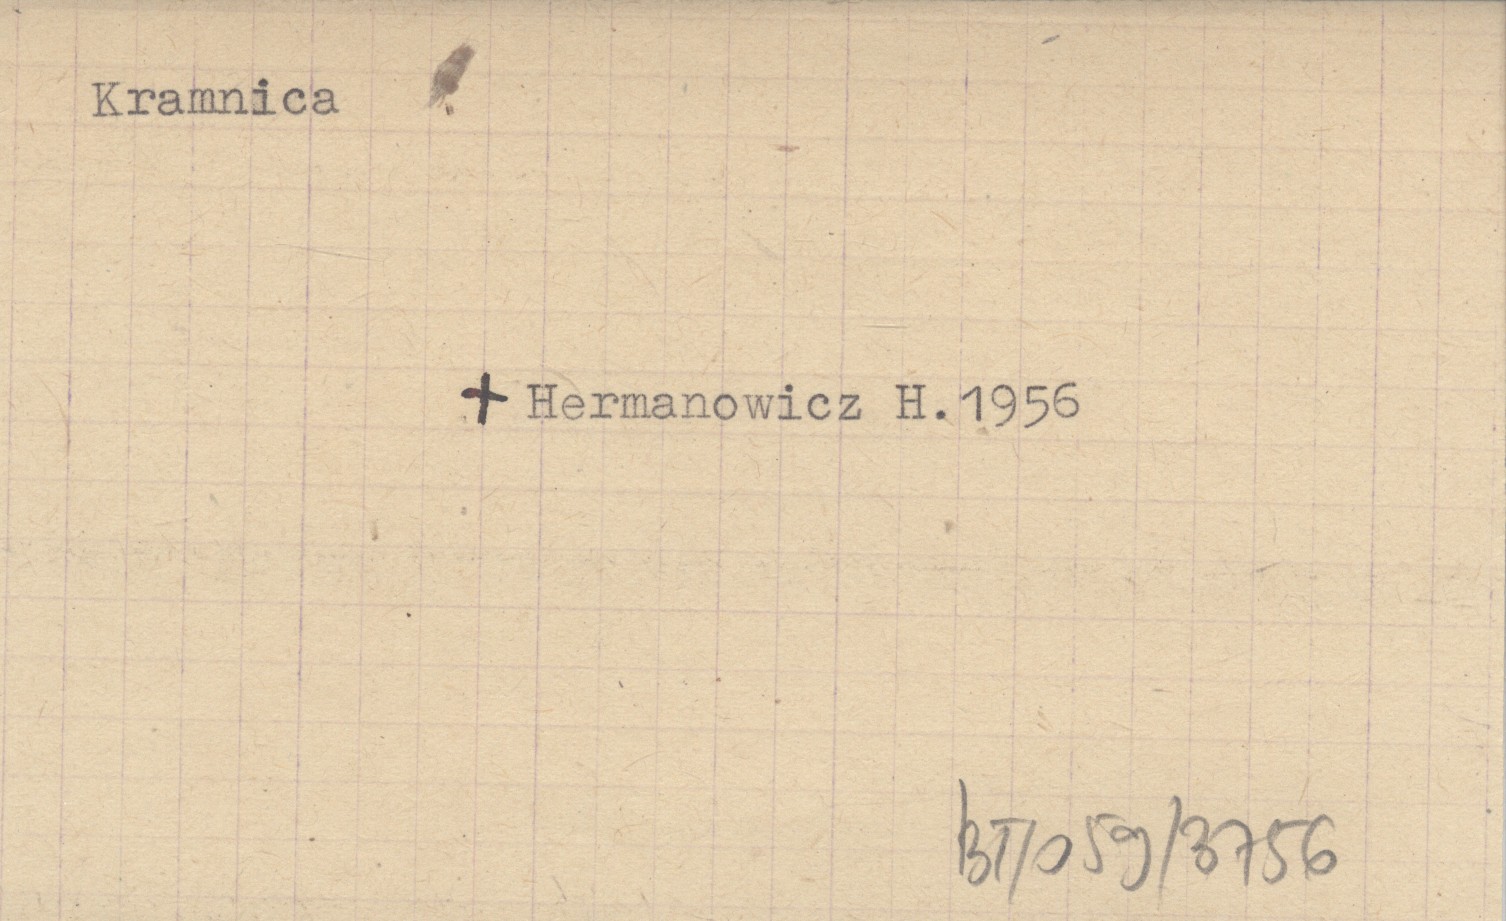 Kramnica
+ Hermanowicz H. 1956
BT/059/3756